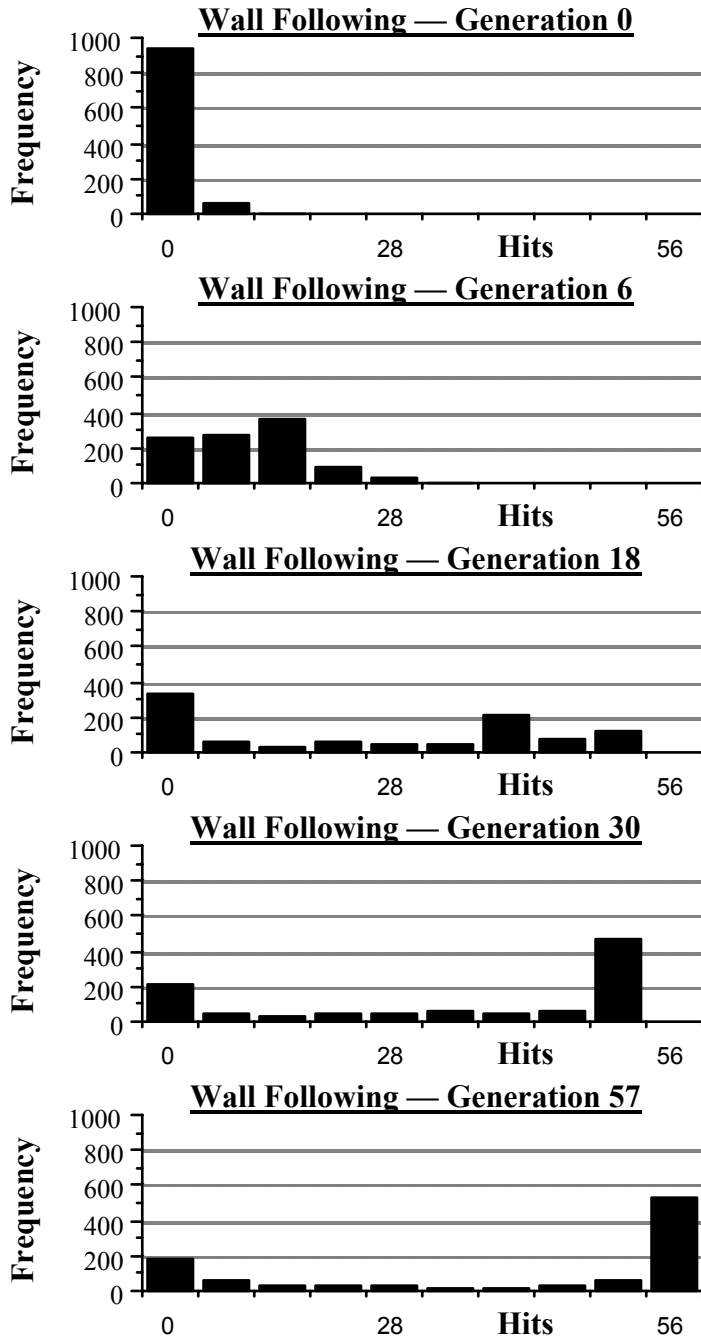 Wall Following — Generation 0
Frequency
1000
800
600
400
200
0
0 28 Hits 56
Wall Following — Generation 6
Frequency
1000
800
600
400
200
0
0 28 Hits 56
Wall Following — Generation 18
Frequency
1000
800
600
400
200
0
0 28 Hits 56
Wall Following — Generation 30
Frequency
1000
800
600
400
200
0
0 28 Hits 56
Wall Following — Generation 57
Frequency
1000
800
600
400
200
0
0 28 Hits 56